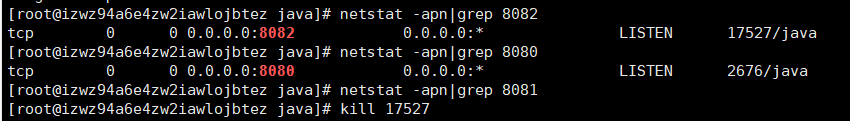 [root@izwz94a6e4zw2iawlojbtez java]# netstat -apn|grep 8082
tcp        0      0 0.0.0.0:8082            0.0.0.0:*               LISTEN      17527/java
[root@izwz94a6e4zw2iawlojbtez java]# netstat -apn|grep 8080
tcp        0      0 0.0.0.0:8080            0.0.0.0:*               LISTEN      2676/java
[root@izwz94a6e4zw2iawlojbtez java]# netstat -apn|grep 8081
[root@izwz94a6e4zw2iawlojbtez java]# kill 17527